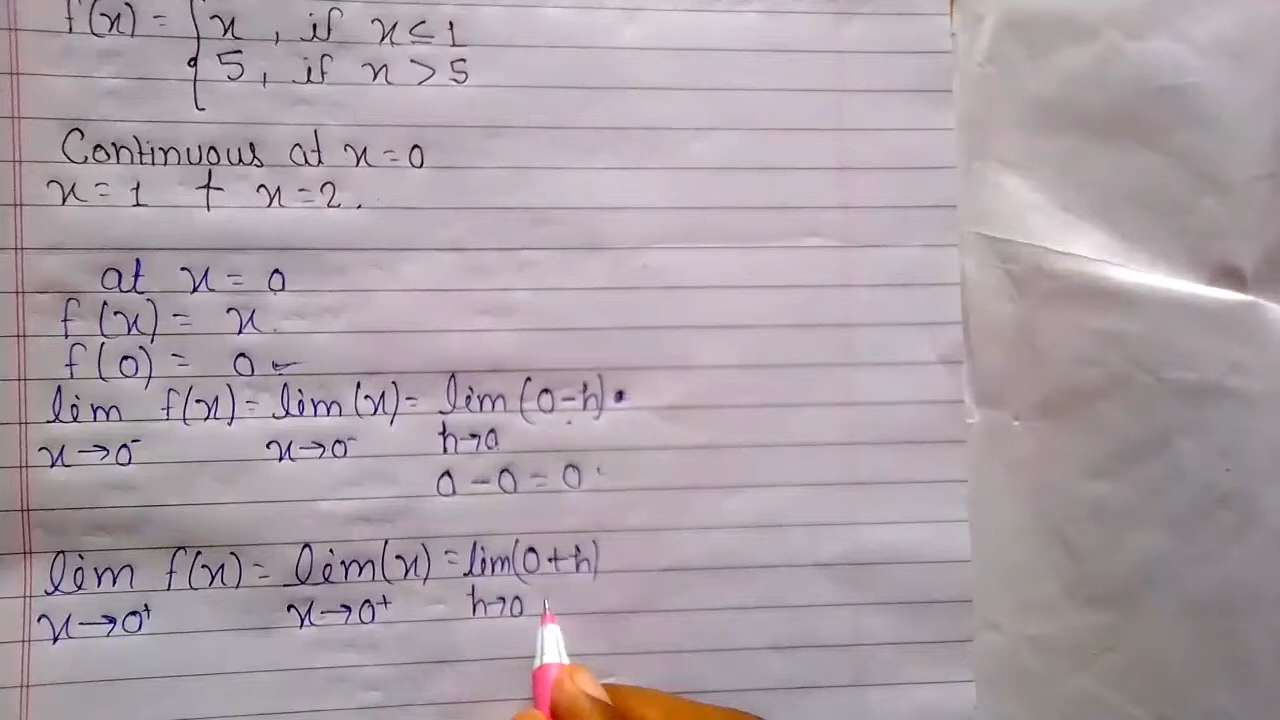 f(x) = { x , if x ≤ 1
5, if x > 5
Continuous at x = 0
x = 1 + x = 2.
at x = 0
f(x) = x.
f(0) = 0
lim f(x) = lim (x) = lim (0-h).
x→0⁻ x→0⁻ h→0
0 - 0 = 0.
lim f(x) = lim (x) = lim (0+h)
x→0⁺ x→0⁺ h→0